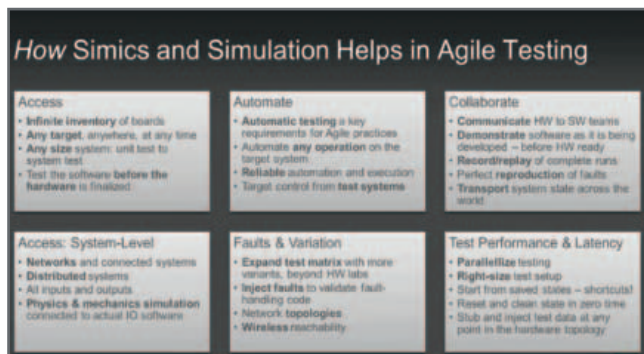 How Simics and Simulation Helps in Agile Testing
Access
• Infinite inventory of boards
• Any target, anywhere, at any time
• Any size system: unit test to
system test
• Test the software before the
hardware is finalized
Automate
• Automatic testing a key
requirements for Agile practices
• Automate any operation on the
target system
• Reliable automation and execution
• Target control from test systems
Collaborate
• Communicate HW to SW teams
• Demonstrate software as it is being
developed – before HW ready
• Record/replay of complete runs
• Perfect reproduction of faults
• Transport system state across the
world
Access: System-Level
• Networks and connected systems
• Distributed systems
• All inputs and outputs
• Physics & mechanics simulation
connected to actual IO software
Faults & Variation
• Expand test matrix with more
variants, beyond HW labs
• Inject faults to validate fault-
handling code
• Network topologies
• Wireless reachability
Test Performance & Latency
• Parallellize testing
• Right-size test setup
• Start from saved states – shortcuts!
• Reset and clean state in zero time
• Stub and inject test data at any
point in the hardware topology